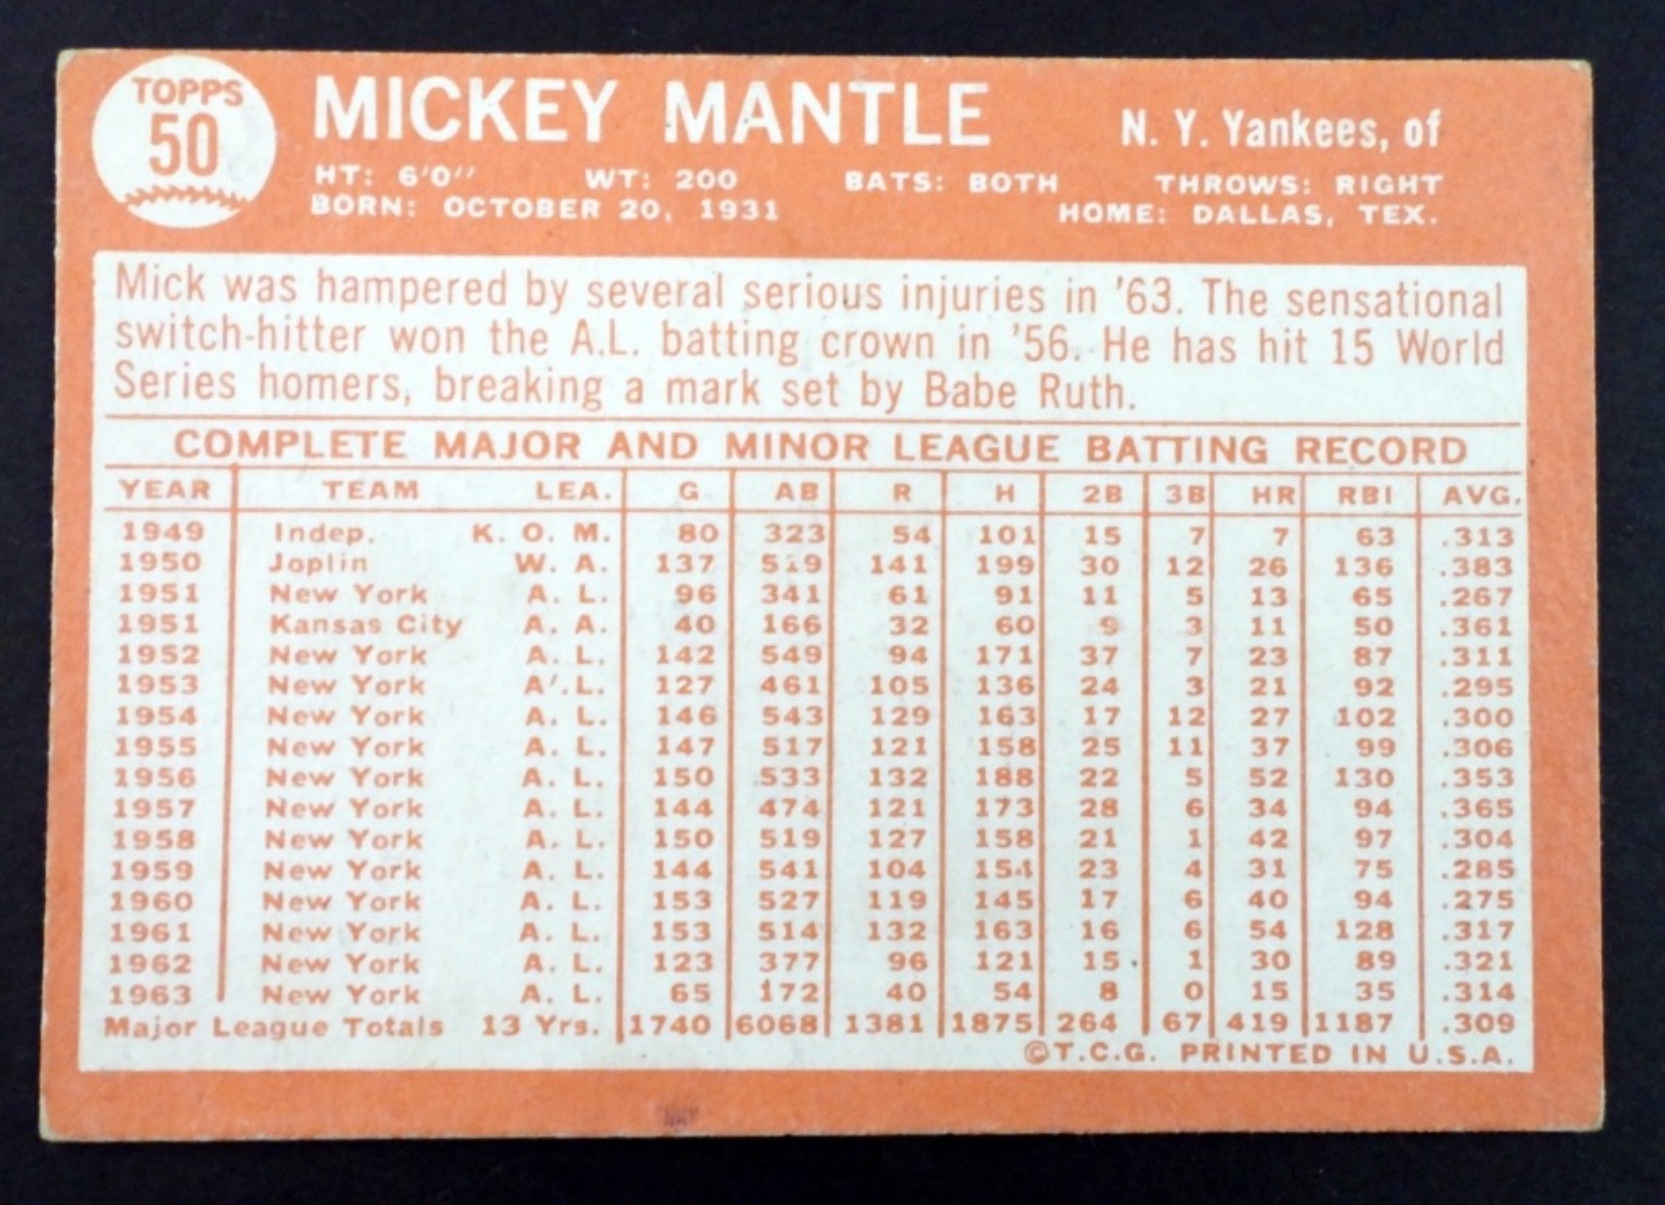 TOPPS
50
MICKEY MANTLE
N. Y. Yankees, of
HT: 6'0" WT: 200 BATS: BOTH THROWS: RIGHT
BORN: OCTOBER 20, 1931 HOME: DALLAS, TEX.
Mick was hampered by several serious injuries in '63. The sensational
switch-hitter won the A.L. batting crown in '56. He has hit 15 World
Series homers, breaking a mark set by Babe Ruth.
COMPLETE MAJOR AND MINOR LEAGUE BATTING RECORD
YEAR TEAM LEA. G AB R H 2B 3B HR RBI AVG.
1949 Indep. K. O. M. 80 323 54 101 15 7 7 63 .313
1950 Joplin W. A. 137 519 141 199 30 12 26 136 .383
1951 New York A. L. 96 341 61 91 11 5 13 65 .267
1951 Kansas City A. A. 40 166 32 60 9 3 11 50 .361
1952 New York A. L. 142 549 94 171 37 7 23 87 .311
1953 New York A'.L. 127 461 105 136 24 3 21 92 .295
1954 New York A. L. 146 543 129 163 17 12 27 102 .300
1955 New York A. L. 147 517 121 158 25 11 37 99 .306
1956 New York A. L. 150 533 132 188 22 5 52 130 .353
1957 New York A. L. 144 474 121 173 28 6 34 94 .365
1958 New York A. L. 150 519 127 158 21 1 42 97 .304
1959 New York A. L. 144 541 104 154 23 4 31 75 .285
1960 New York A. L. 153 527 119 145 17 6 40 94 .275
1961 New York A. L. 153 514 132 163 16 6 54 128 .317
1962 New York A. L. 123 377 96 121 15 1 30 89 .321
1963 New York A. L. 65 172 40 54 8 0 15 35 .314
Major League Totals 13 Yrs. 1740 6068 1381 1875 264 67 419 1187 .309
©T.C.G. PRINTED IN U.S.A.